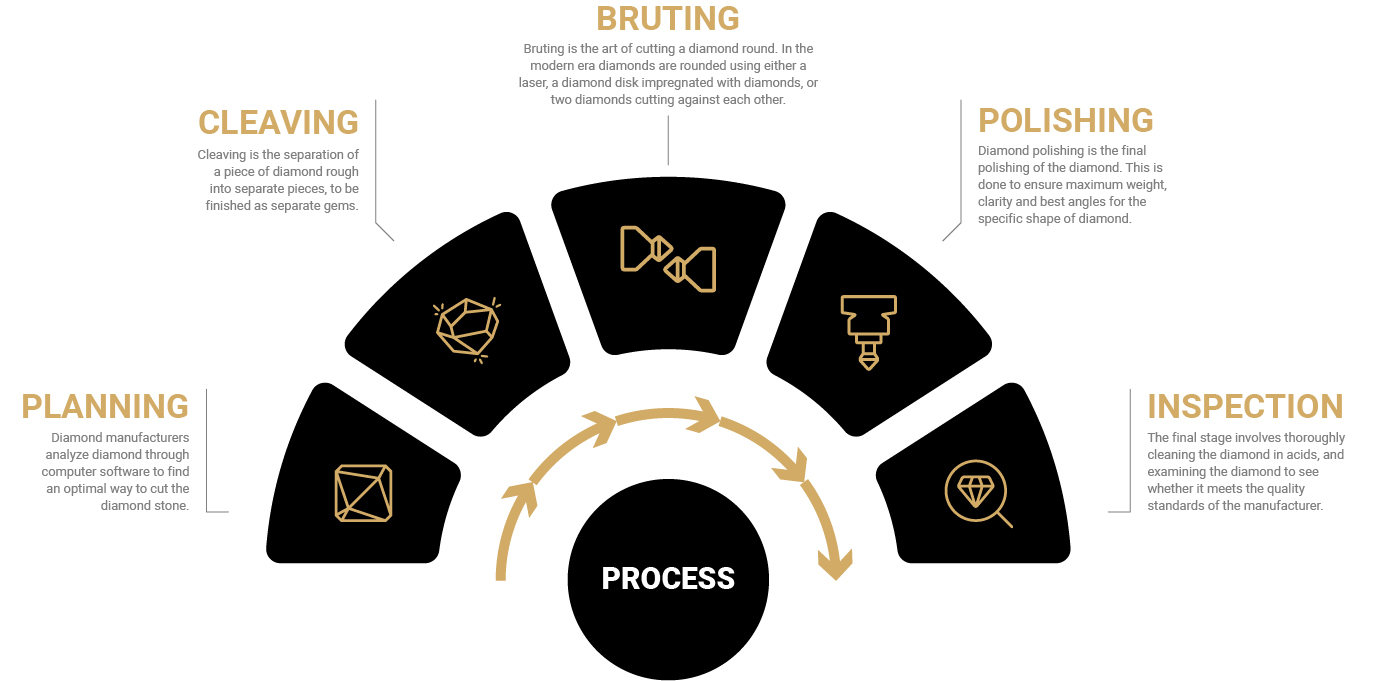 BRUTING
Bruting is the art of cutting a diamond round. In the
modern era diamonds are rounded using either a
laser, a diamond disk impregnated with diamonds, or
two diamonds cutting against each other.
CLEAVING
Cleaving is the separation of
a piece of diamond rough
into separate pieces, to be
finished as separate gems.
POLISHING
Diamond polishing is the final
polishing of the diamond. This is
done to ensure maximum weight,
clarity and best angles for the
specific shape of diamond.
PLANNING
Diamond manufacturers
analyze diamond through
computer software to find
an optimal way to cut the
diamond stone.
INSPECTION
The final stage involves thoroughly
cleaning the diamond in acids, and
examining the diamond to see
whether it meets the quality
standards of the manufacturer.
PROCESS